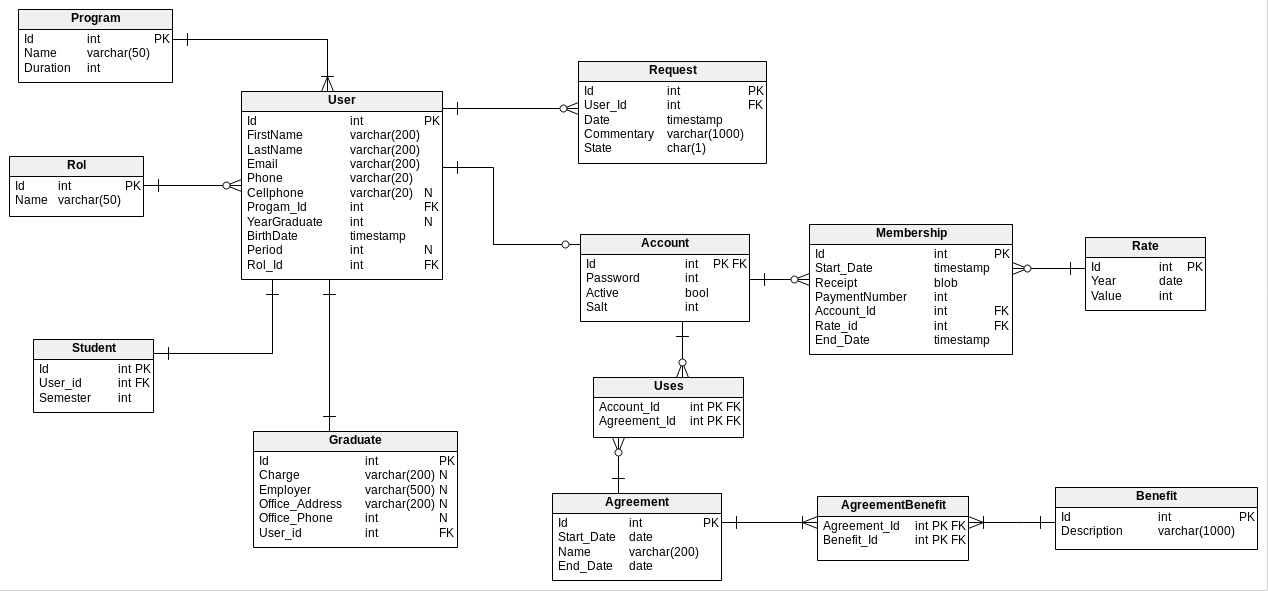 Program
Id int PK
Name varchar(50)
Duration int
Rol
Id int PK
Name varchar(50)
User
Id int PK
FirstName varchar(200)
LastName varchar(200)
Email varchar(200)
Phone varchar(20)
Cellphone varchar(20) N
Progam_Id int FK
YearGraduate int N
BirthDate timestamp
Period int N
Rol_Id int FK
Request
Id int PK
User_Id int FK
Date timestamp
Commentary varchar(1000)
State char(1)
Account
Id int PK FK
Password int
Active bool
Salt int
Membership
Id int PK
Start_Date timestamp
Receipt blob
PaymentNumber int
Account_Id int FK
Rate_id int FK
End_Date timestamp
Rate
Id int PK
Year date
Value int
Student
Id int PK
User_id int FK
Semester int
Graduate
Id int PK
Charge varchar(200) N
Employer varchar(500) N
Office_Address varchar(200) N
Office_Phone int N
User_id int FK
Uses
Account_Id int PK FK
Agreement_Id int PK FK
Agreement
Id int PK
Start_Date date
Name varchar(200)
End_Date date
AgreementBenefit
Agreement_Id int PK FK
Benefit_Id int PK FK
Benefit
Id int PK
Description varchar(1000)